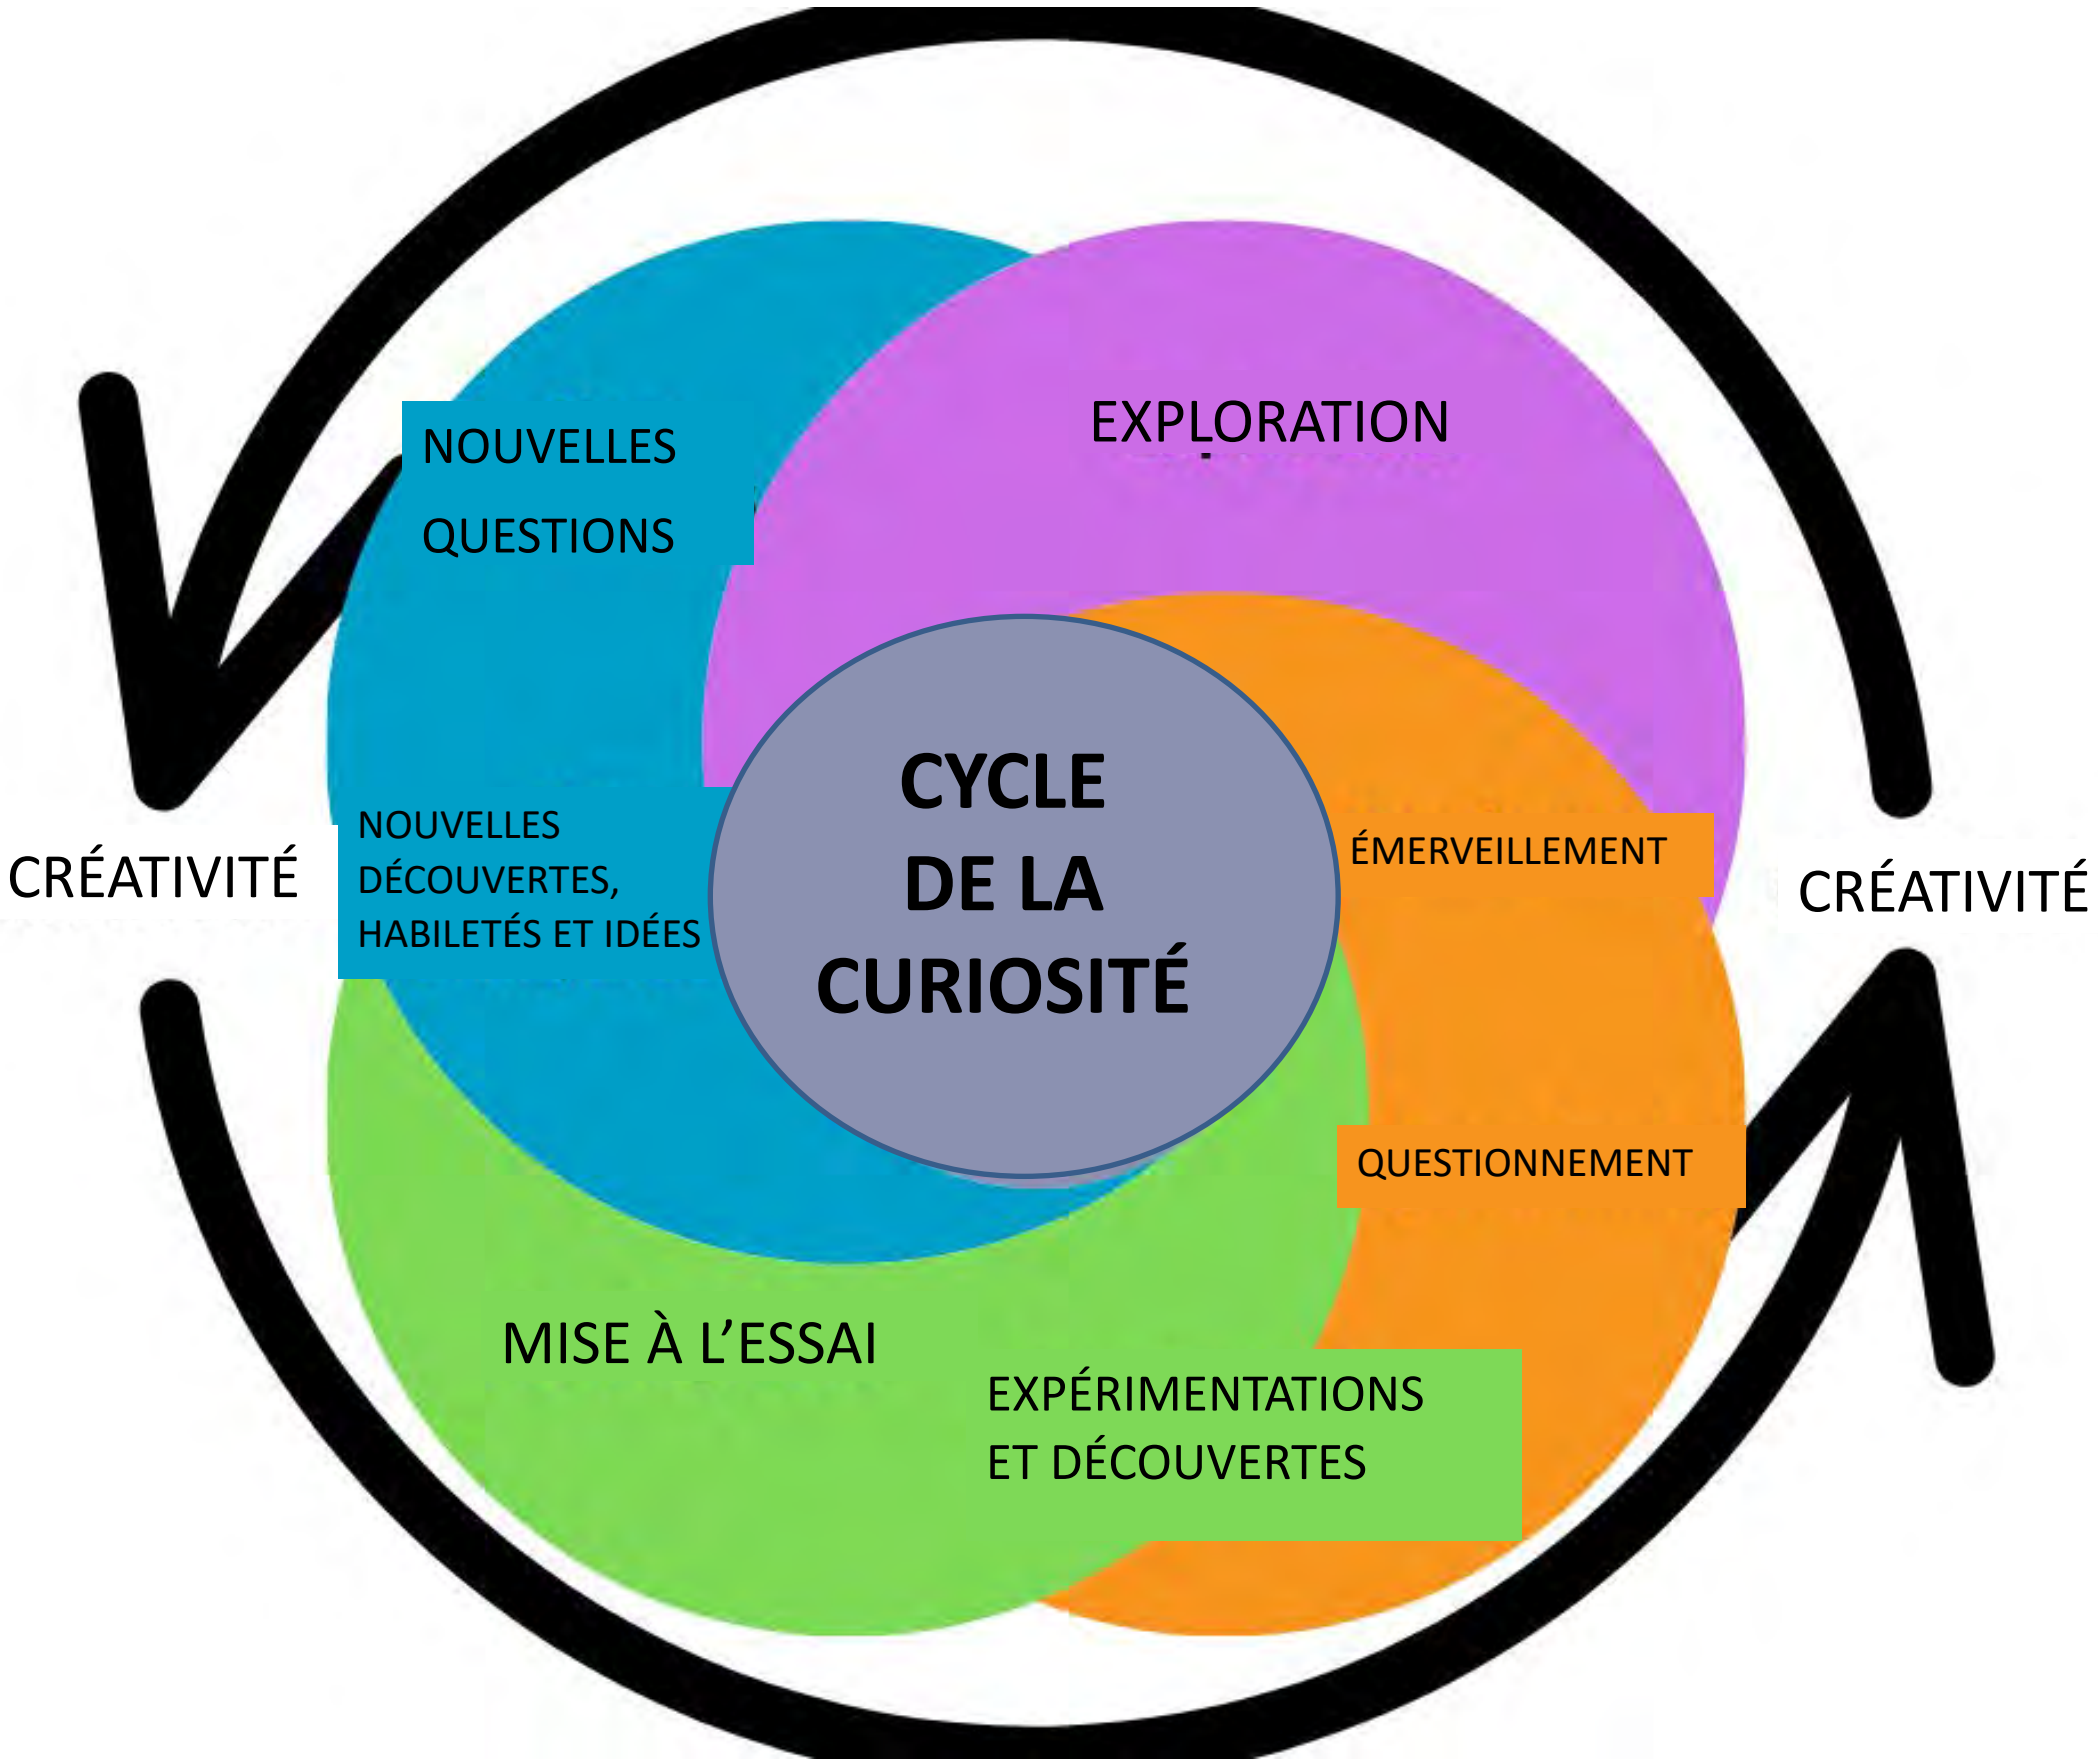 EXPLORATION
NOUVELLES
QUESTIONS
CYCLE
DE LA
CURIOSITÉ
NOUVELLES
DÉCOUVERTES,
HABILETÉS ET IDÉES
ÉMERVEILLEMENT
CRÉATIVITÉ
CRÉATIVITÉ
QUESTIONNEMENT
MISE À L’ESSAI
EXPÉRIMENTATIONS
ET DÉCOUVERTES